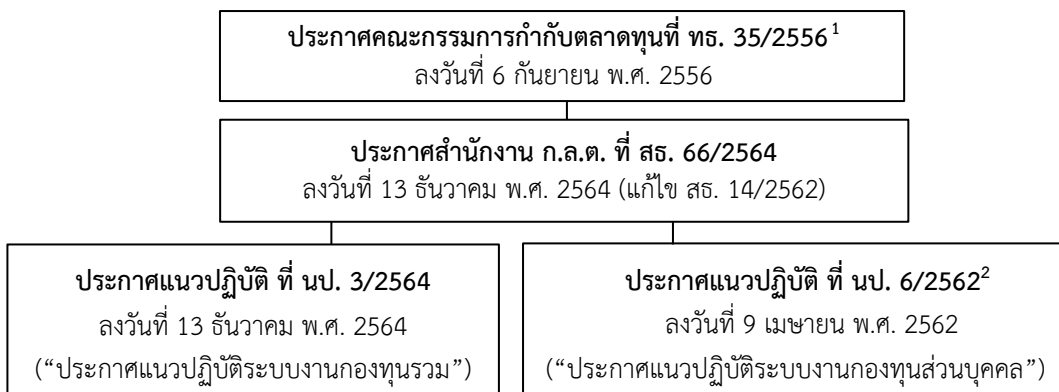 ประกาศคณะกรรมการกำกับตลาดทุนที่ ทธ. 35/2556¹
ลงวันที่ 6 กันยายน พ.ศ. 2556
ประกาศสำนักงาน ก.ล.ต. ที่ สธ. 66/2564
ลงวันที่ 13 ธันวาคม พ.ศ. 2564 (แก้ไข สธ. 14/2562)
ประกาศแนวปฏิบัติ ที่ นป. 3/2564
ลงวันที่ 13 ธันวาคม พ.ศ. 2564
(“ประกาศแนวปฏิบัติระบบงานกองทุนรวม”)
ประกาศแนวปฏิบัติ ที่ นป. 6/2562²
ลงวันที่ 9 เมษายน พ.ศ. 2562
(“ประกาศแนวปฏิบัติระบบงานกองทุนส่วนบุคคล”)